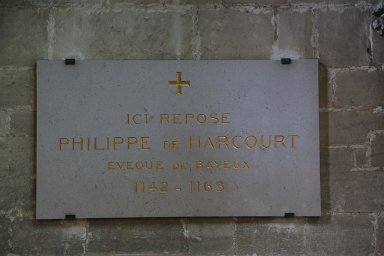 ICI REPOSE
PHILIPPE DE HARCOURT
EVEQUE DE BAYEUX
1142 - 1163